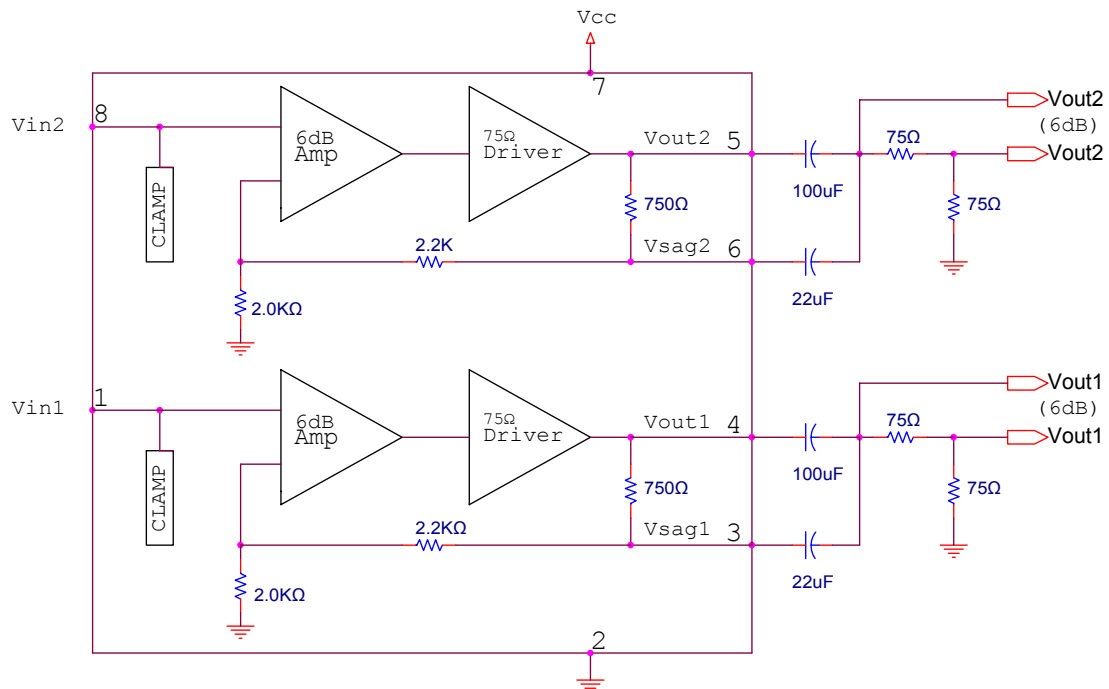 Vcc
7
8
Vin2
6dB
Amp
75Ω
Driver
Vout2
5
100uF
75Ω
75Ω
Vout2
(6dB)
Vout2
CLAMP
750Ω
2.2K
Vsag2
6
22uF
2.0KΩ
1
Vin1
6dB
Amp
75Ω
Driver
Vout1
4
100uF
75Ω
75Ω
Vout1
(6dB)
Vout1
CLAMP
750Ω
2.2KΩ
Vsag1
3
22uF
2.0KΩ
2